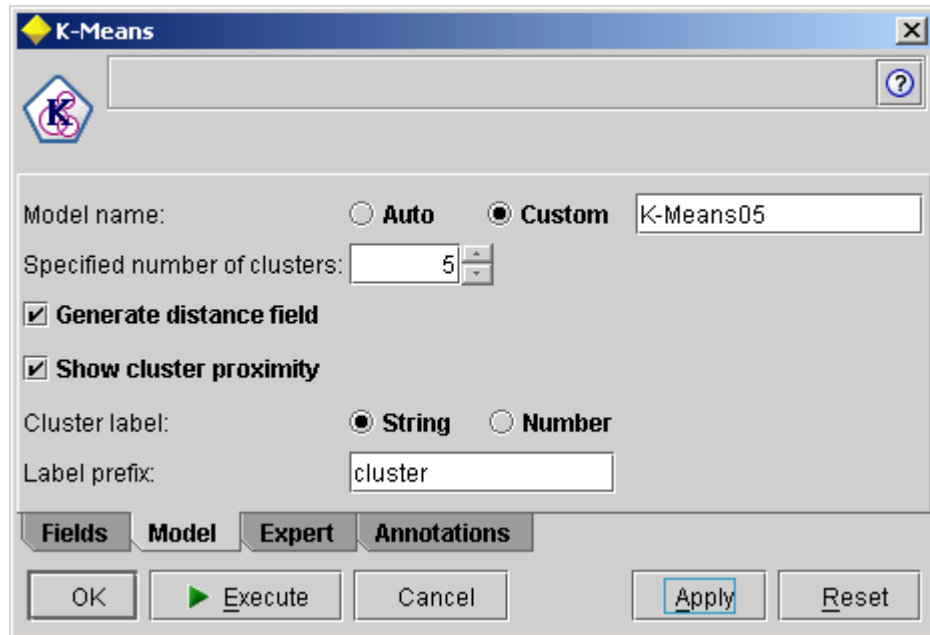 K-Means
K
Model name: Auto Custom K-Means05
Specified number of clusters: 5
Generate distance field
Show cluster proximity
Cluster label: String Number
Label prefix: cluster
Fields Model Expert Annotations
OK Execute Cancel Apply Reset